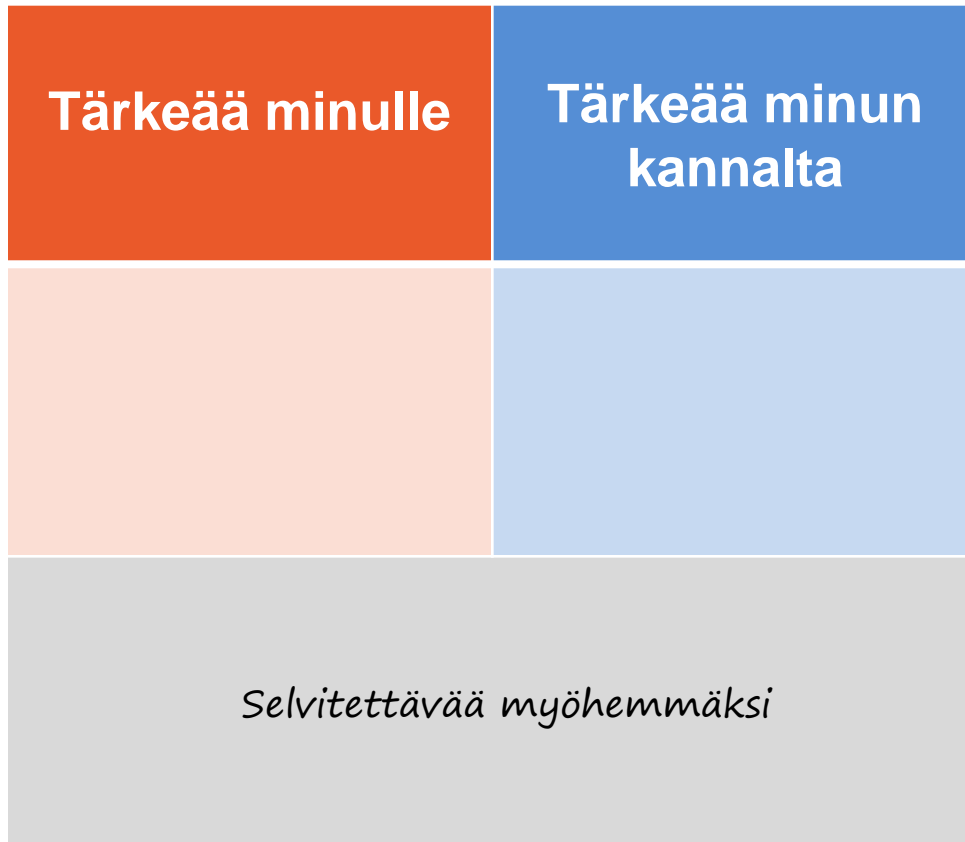 Tärkeää minulle
Tärkeää minun
kannalta
Selvitettävää myöhemmäksi